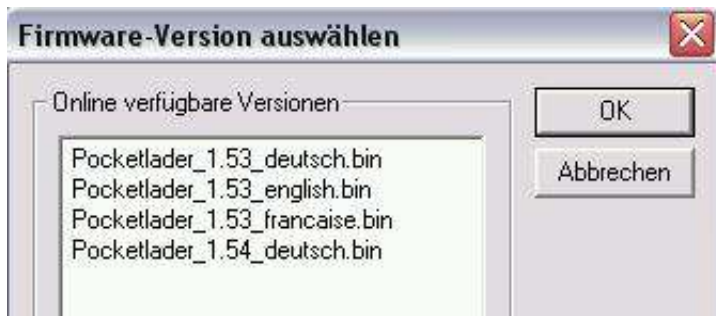 Firmware-Version auswählen
Online verfügbare Versionen
OK
Pocketlader_1.53_deutsch.bin
Abbrechen
Pocketlader_1.53_english.bin
Pocketlader_1.53_francaise.bin
Pocketlader_1.54_deutsch.bin